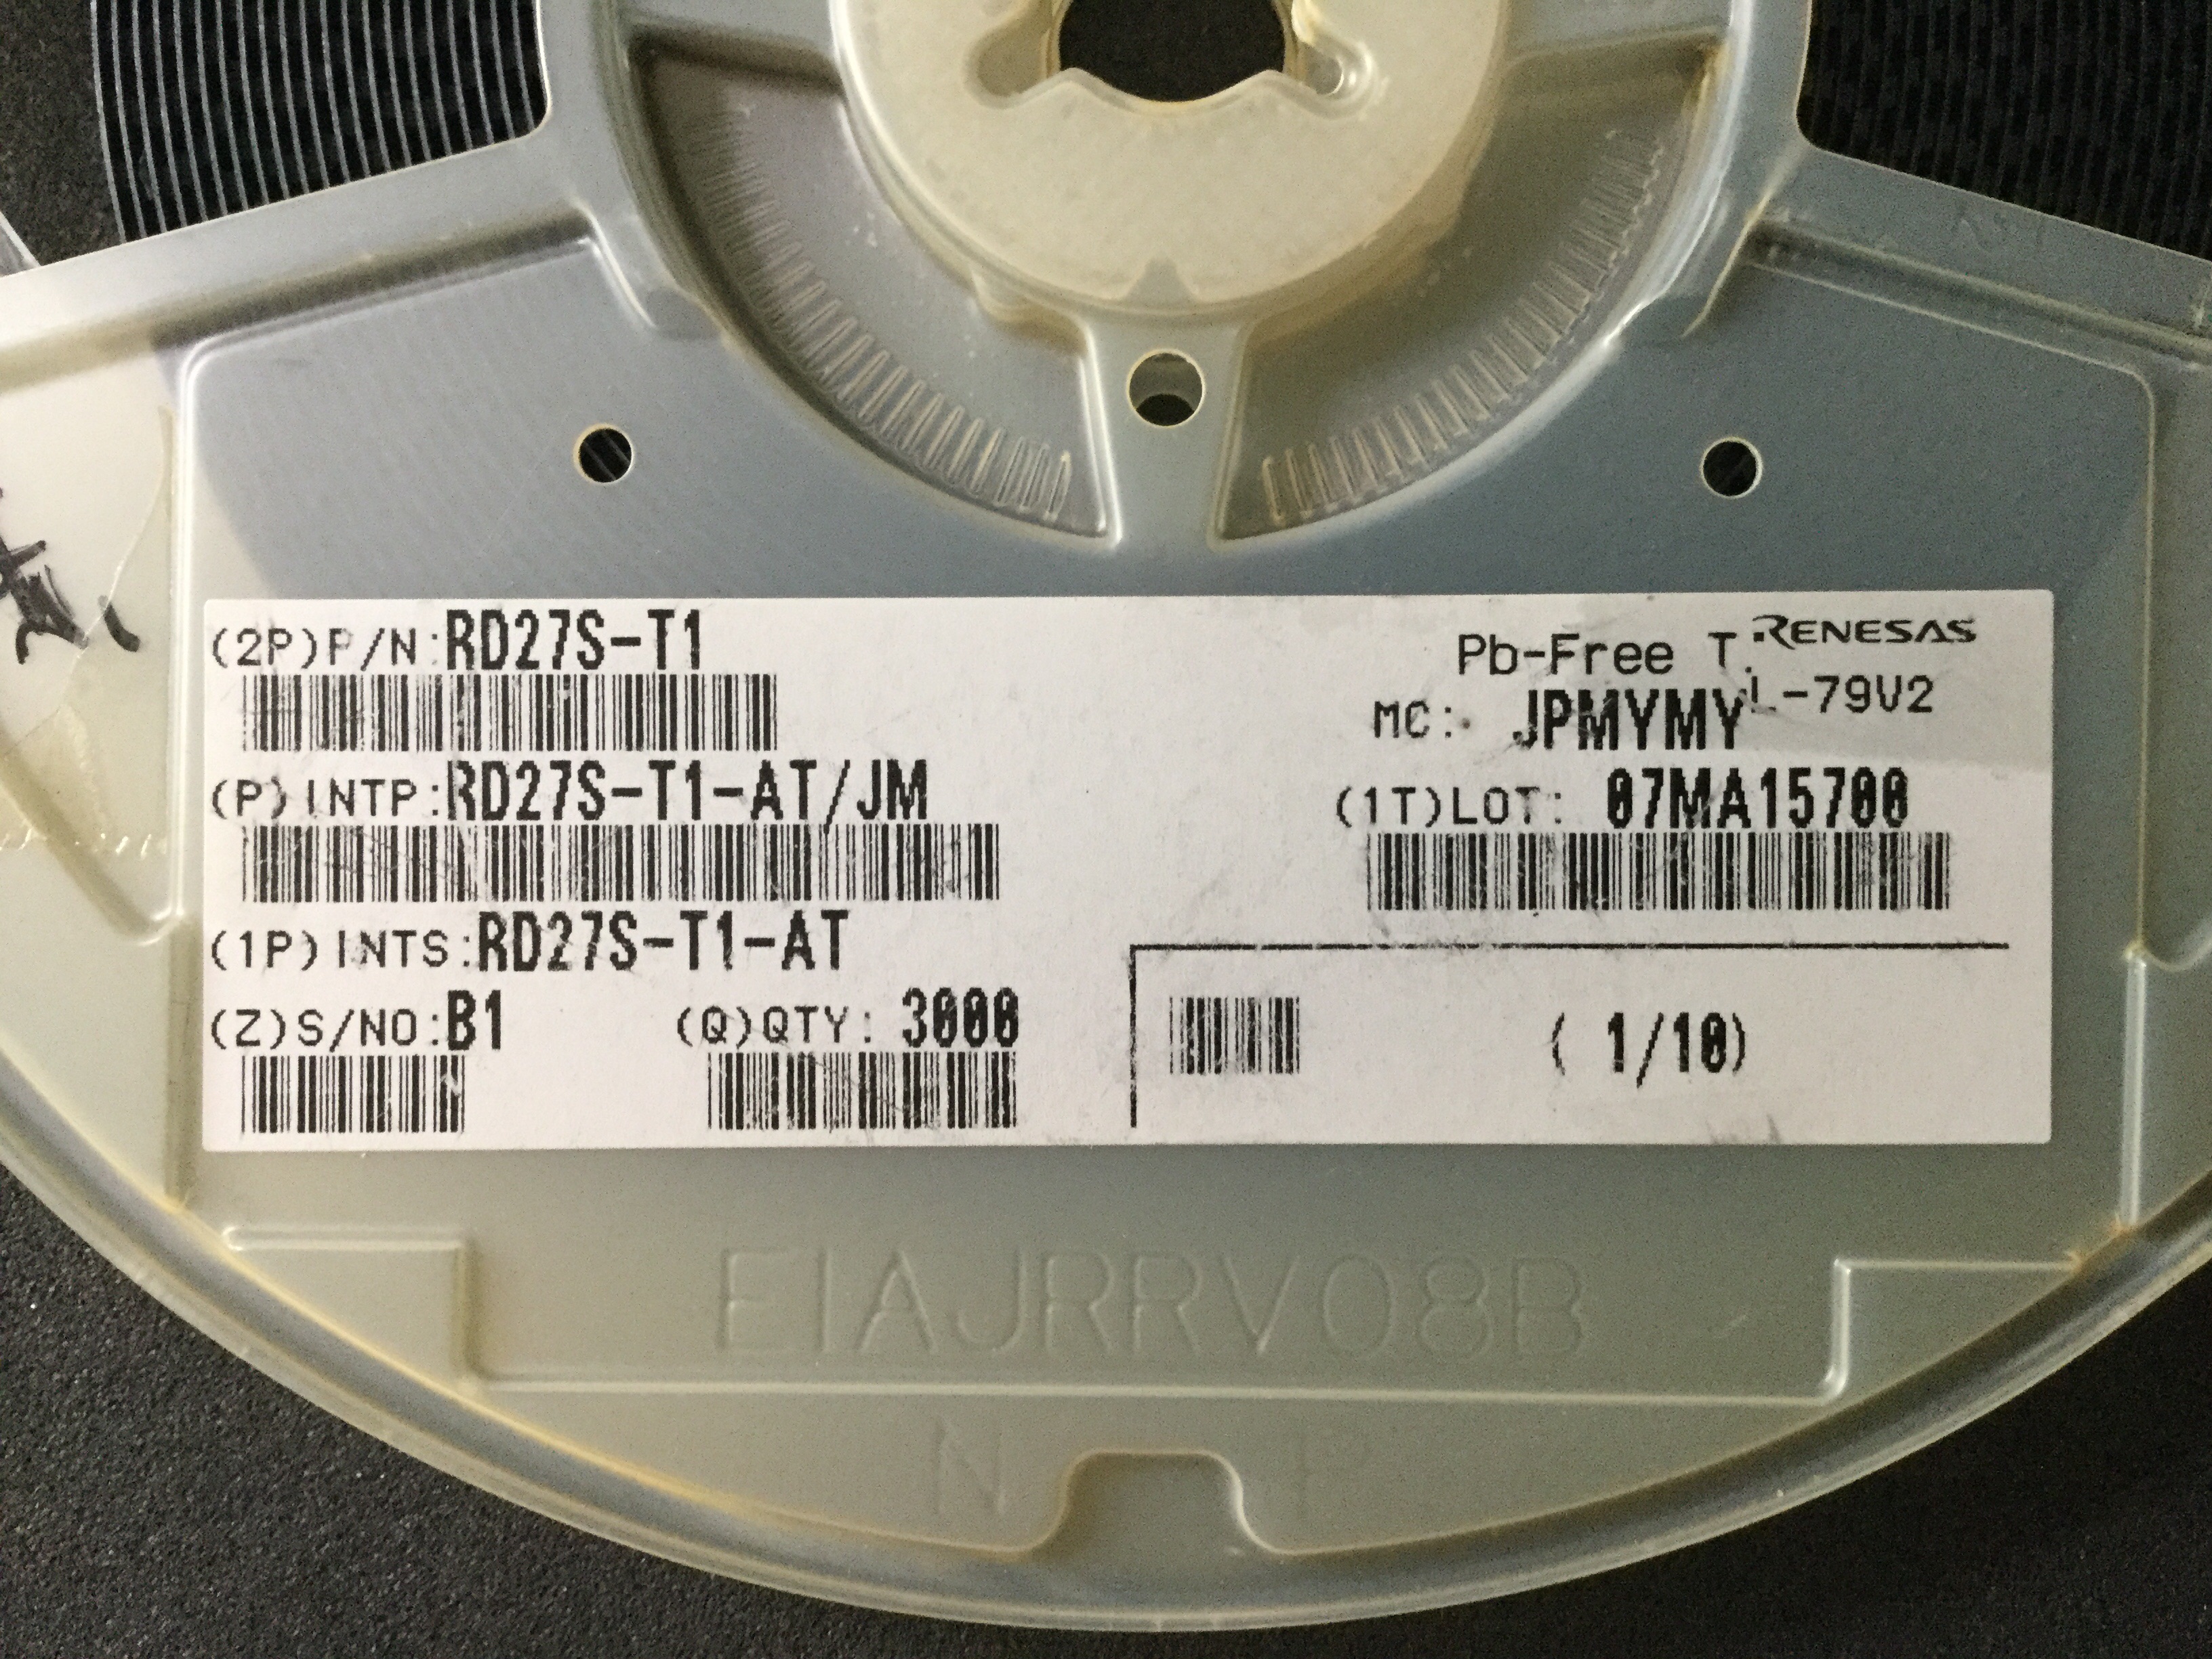 (2P)P/N:RD27S-T1
(P)INTP:RD27S-T1-AT/JM
(1P)INTS:RD27S-T1-AT
(Z)S/NO:B1 (Q)QTY: 3000
RENESAS
Pb-Free T.
L-79V2
MC: JPMYMY
(1T)LOT: 07MA15700
( 1/10)
EIAJRRV08B
N P